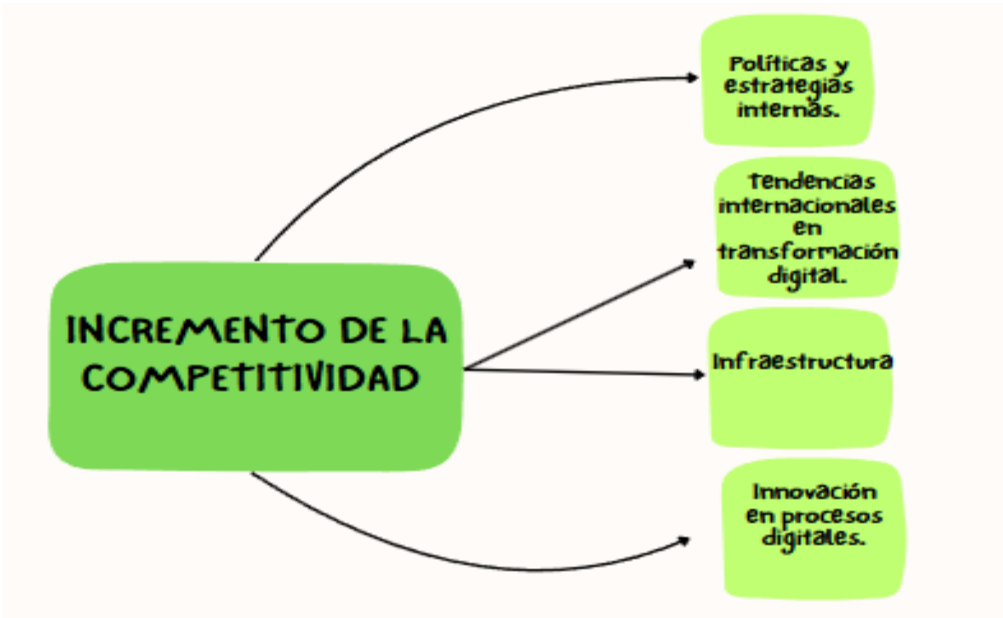 INCREMENTO DE LA
COMPETITIVIDAD
Políticas y
estrategias
internas.
Tendencias
internacionales
en
transformación
digital.
Infraestructura
Innovación
en procesos
digitales.